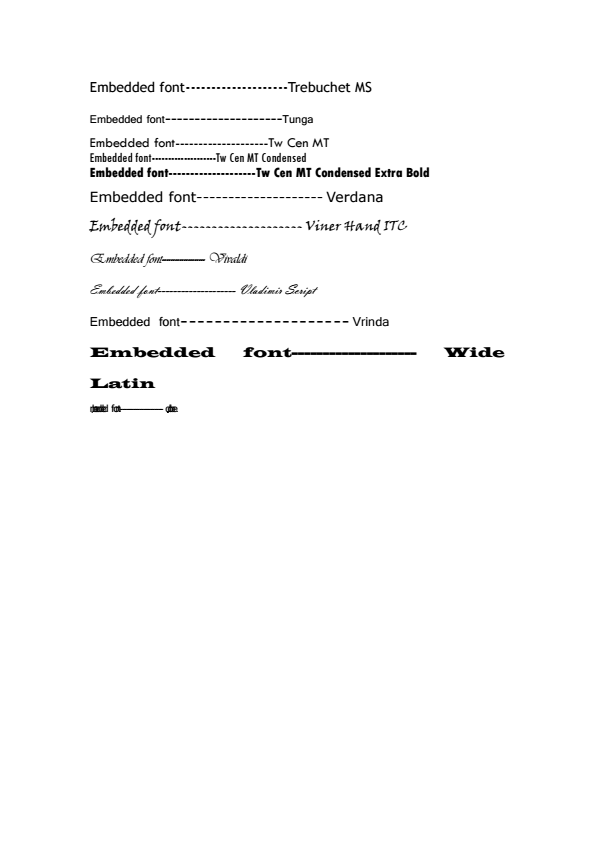 Embedded font--------------------Trebuchet MS
Embedded font--------------------Tunga
Embedded font--------------------Tw Cen MT
Embedded font--------------------Tw Cen MT Condensed
Embedded font--------------------Tw Cen MT Condensed Extra Bold
Embedded font-------------------- Verdana
Embedded font-------------------- Viner Hand ITC
Embedded font-------------------- Vivaldi
Embedded font-------------------- Vladimir Script
Embedded font-------------------- Vrinda
Embedded font-------------------- Wide
Latin
font--------------------